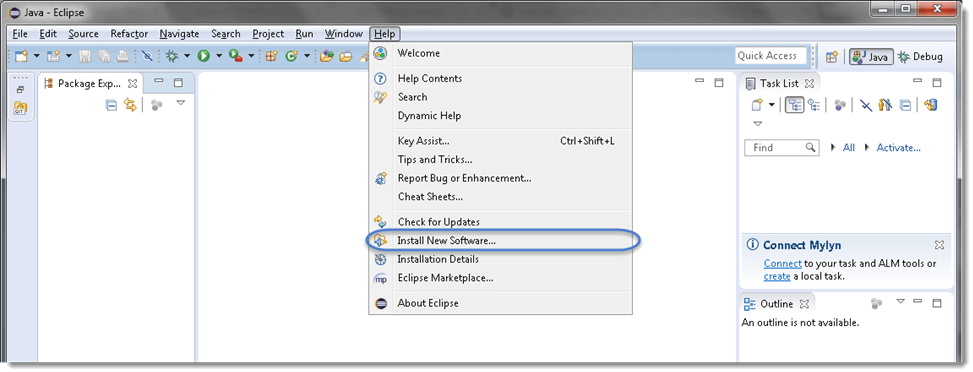 Java - Eclipse
File Edit Source Refactor Navigate Search Project Run Window Help
Quick Access
Java
Debug
Package Exp...
Welcome
Help Contents
Search
Dynamic Help
Key Assist... Ctrl+Shift+L
Tips and Tricks...
Report Bug or Enhancement...
Cheat Sheets...
Check for Updates
Install New Software...
Installation Details
Eclipse Marketplace...
About Eclipse
Task List
Find
All
Activate...
Connect Mylyn
Connect to your task and ALM tools or
create a local task.
Outline
An outline is not available.
GIT
mp